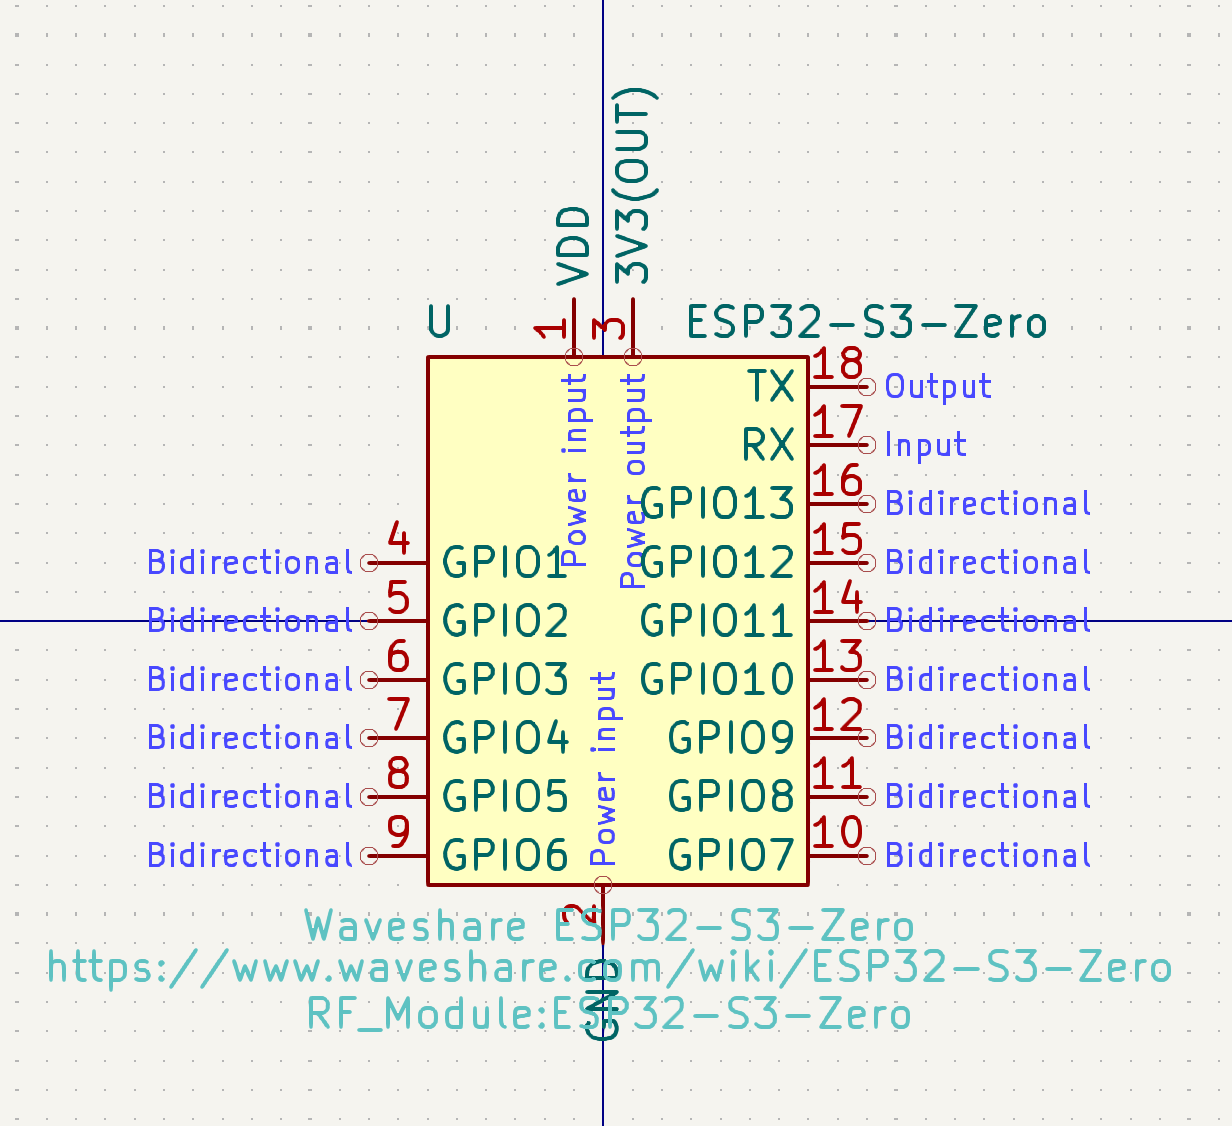 3V3(OUT)
VDD
U
1
3
ESP32-S3-Zero
Power input
Power output
TX 18 Output
RX 17 Input
GPIO13 16 Bidirectional
Bidirectional 4 GPIO1
GPIO12 15 Bidirectional
Bidirectional 5 GPIO2
GPIO11 14 Bidirectional
Bidirectional 6 GPIO3
GPIO10 13 Bidirectional
Bidirectional 7 GPIO4
GPIO9 12 Bidirectional
Bidirectional 8 GPIO5
GPIO8 11 Bidirectional
Bidirectional 9 GPIO6
GPIO7 10 Bidirectional
Power input
2
GND
Waveshare ESP32-S3-Zero
https://www.waveshare.com/wiki/ESP32-S3-Zero
RF_Module:ESP32-S3-Zero